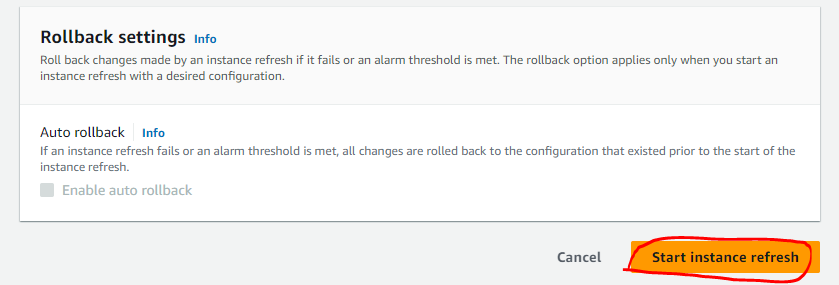 Rollback settings Info
Roll back changes made by an instance refresh if it fails or an alarm threshold is met. The rollback option applies only when you start an
instance refresh with a desired configuration.
Auto rollback Info
If an instance refresh fails or an alarm threshold is met, all changes are rolled back to the configuration that existed prior to the start of the
instance refresh.
Enable auto rollback
Cancel Start instance refresh